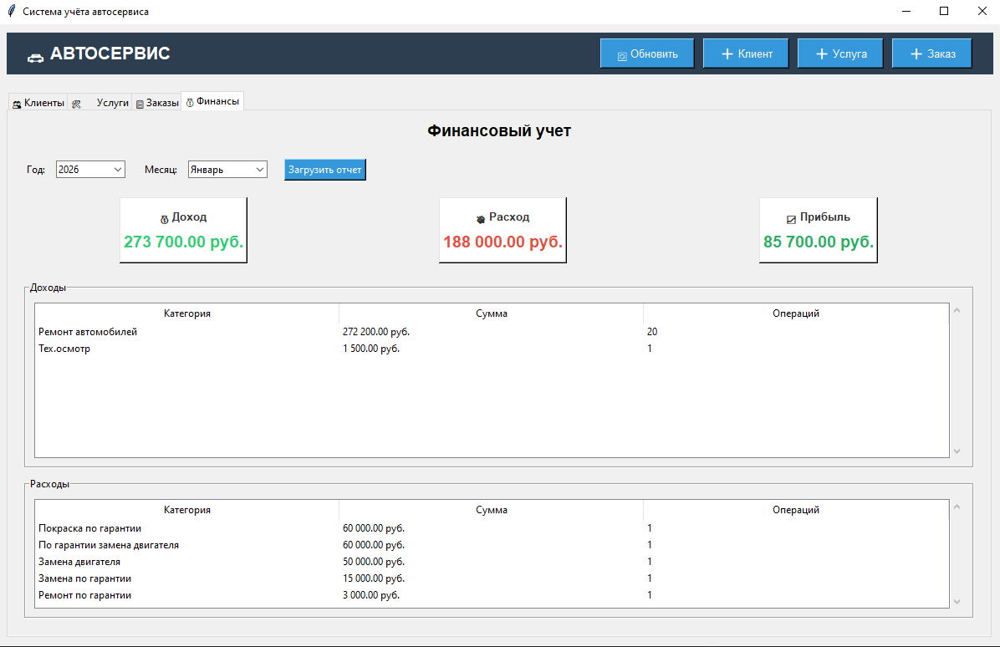 Система учёта автосервиса
АВТОСЕРВИС
Обновить
+ Клиент
+ Услуга
+ Заказ
Клиенты
Услуги
Заказы
Финансы
Финансовый учет
Год:
2026
Месяц:
Январь
Загрузить отчет
Доход
273 700.00 руб.
Расход
188 000.00 руб.
Прибыль
85 700.00 руб.
Доходы
Категория Сумма Операций
Ремонт автомобилей 272 200.00 руб. 20
Тех.осмотр 1 500.00 руб. 1
Расходы
Категория Сумма Операций
Покраска по гарантии 60 000.00 руб. 1
По гарантии замена двигателя 60 000.00 руб. 1
Замена двигателя 50 000.00 руб. 1
Замена по гарантии 15 000.00 руб. 1
Ремонт по гарантии 3 000.00 руб. 1